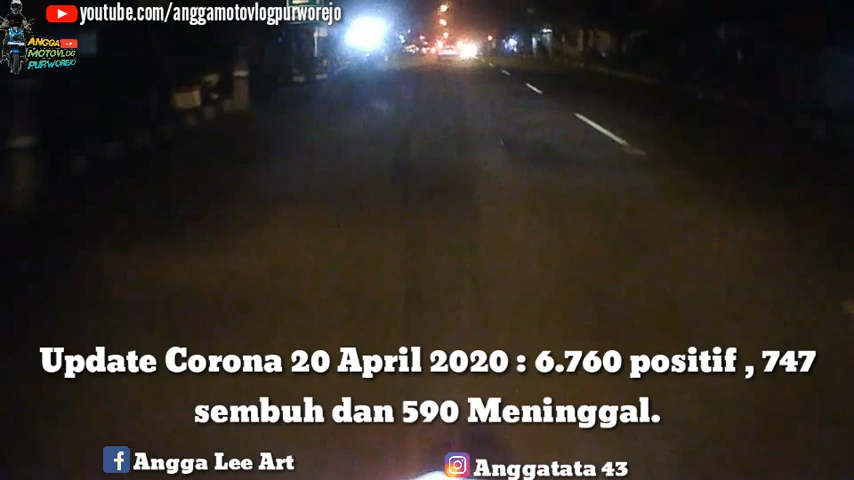 youtube.com/anggamotovlogpurworejo
ANGGA
MOTOVLOG
PURWOREJO
Update Corona 20 April 2020 : 6.760 positif , 747
sembuh dan 590 Meninggal.
Angga Lee Art
Anggatata 43